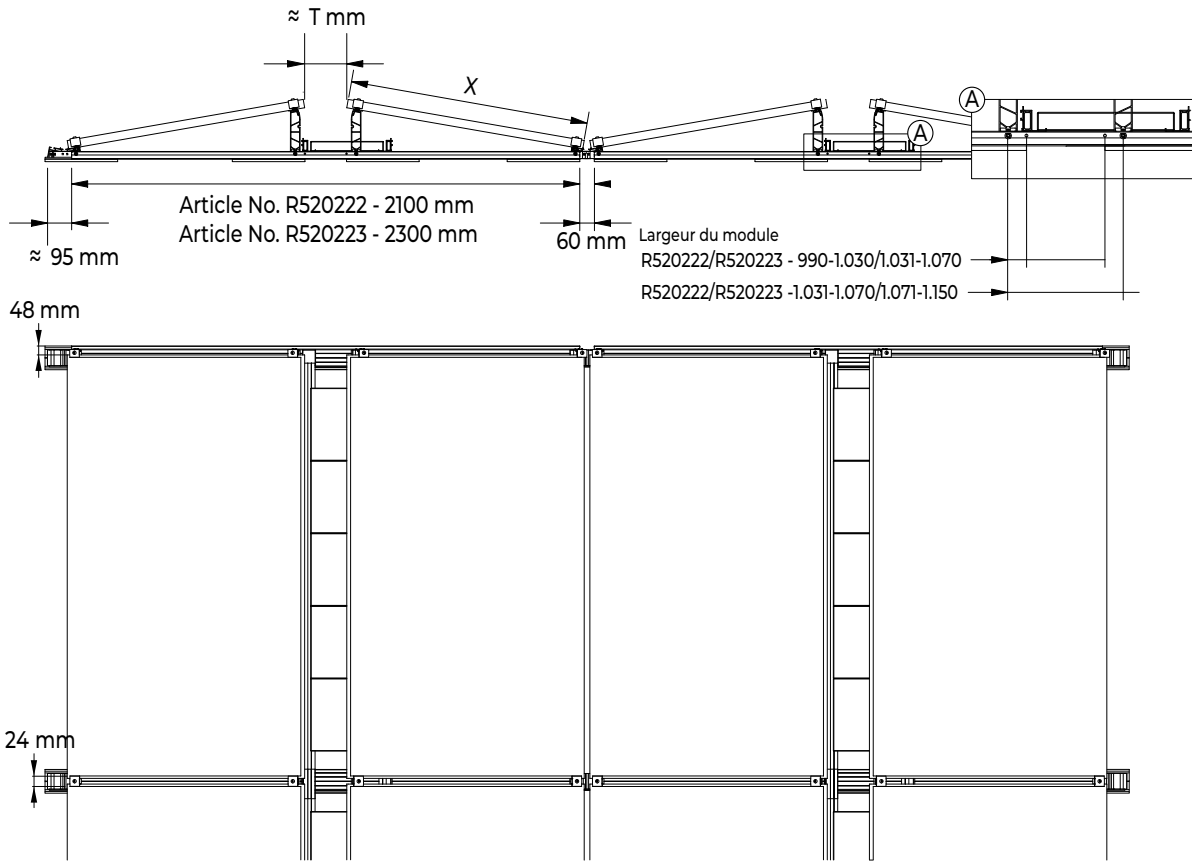 ≈ T mm
X
A
A
Article No. R520222 - 2100 mm
Article No. R520223 - 2300 mm
≈ 95 mm
60 mm
Largeur du module
R520222/R520223 - 990-1.030/1.031-1.070
R520222/R520223 -1.031-1.070/1.071-1.150
48 mm
24 mm